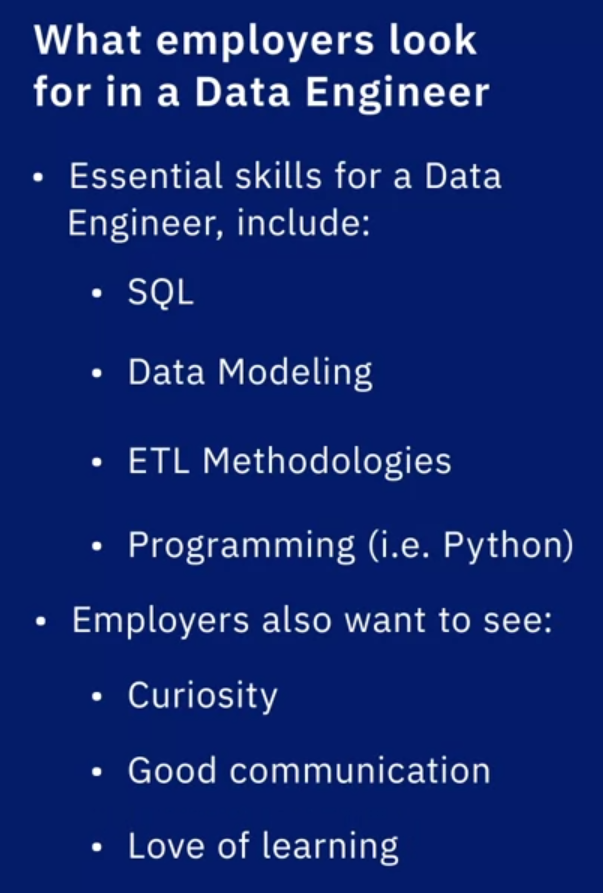 What employers look
for in a Data Engineer
• Essential skills for a Data
Engineer, include:
• SQL
• Data Modeling
• ETL Methodologies
• Programming (i.e. Python)
• Employers also want to see:
• Curiosity
• Good communication
• Love of learning